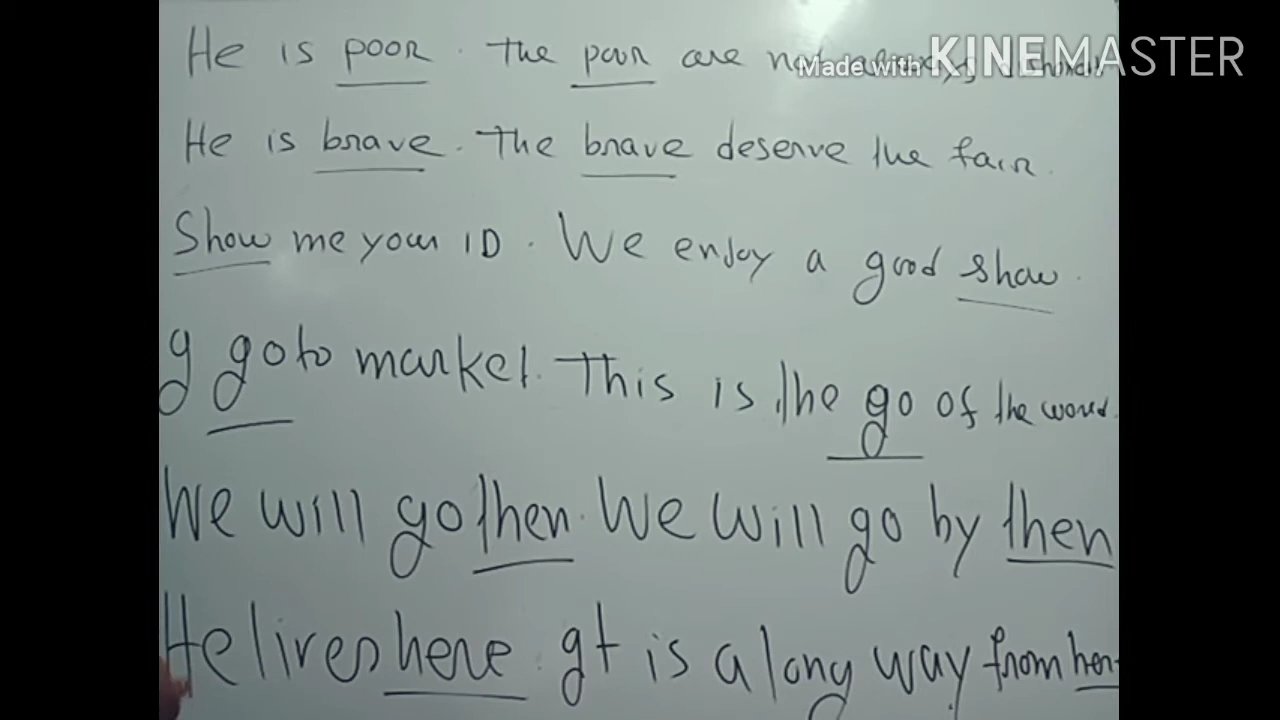 He is poor. The poor are not always
Made with KINEMASTER
He is brave. The brave deserve the fair.
Show me your ID. We enjoy a good show.
I go to market. This is the go of the world.
We will go then. We will go by then
He lives here. It is a long way from here